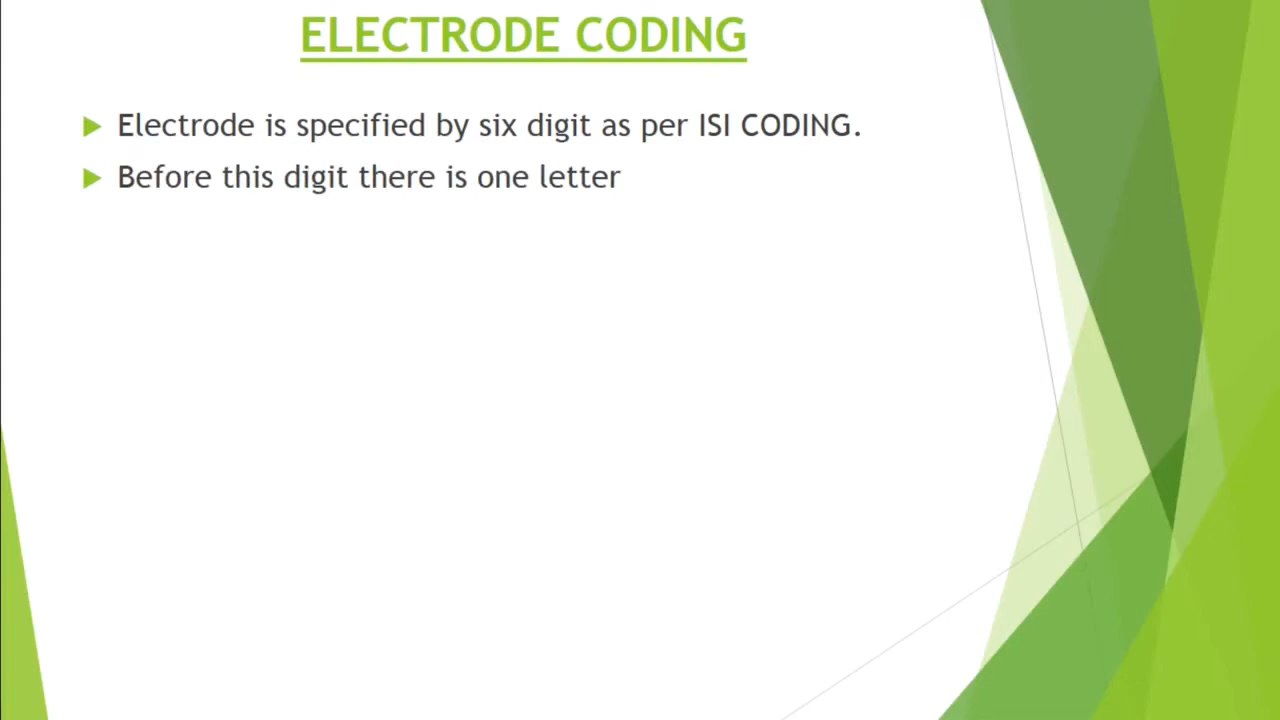 ELECTRODE CODING
Electrode is specified by six digit as per ISI CODING.
Before this digit there is one letter